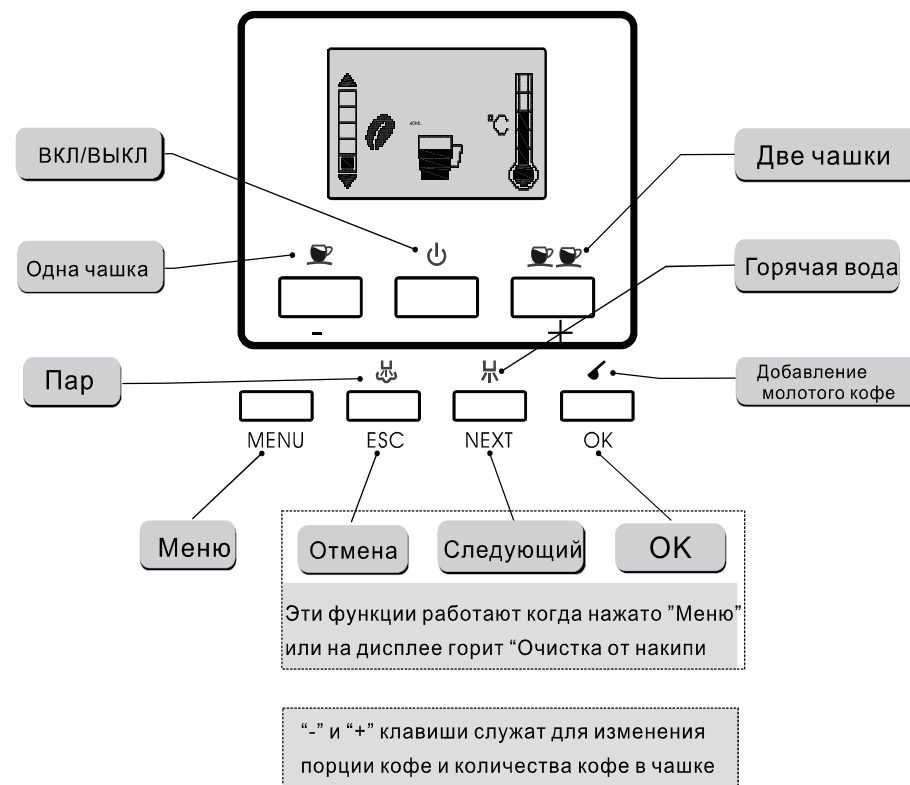 °C
ВКЛ/ВЫКЛ
Две чашки
Одна чашка
Горячая вода
- +
Пар
Добавление
молотого кофе
MENU ESC NEXT OK
Меню
Отмена Следующий OK
Эти функции работают когда нажато "Меню"
или на дисплее горит “Очистка от накипи
“-” и “+” клавиши служат для изменения
порции кофе и количества кофе в чашке